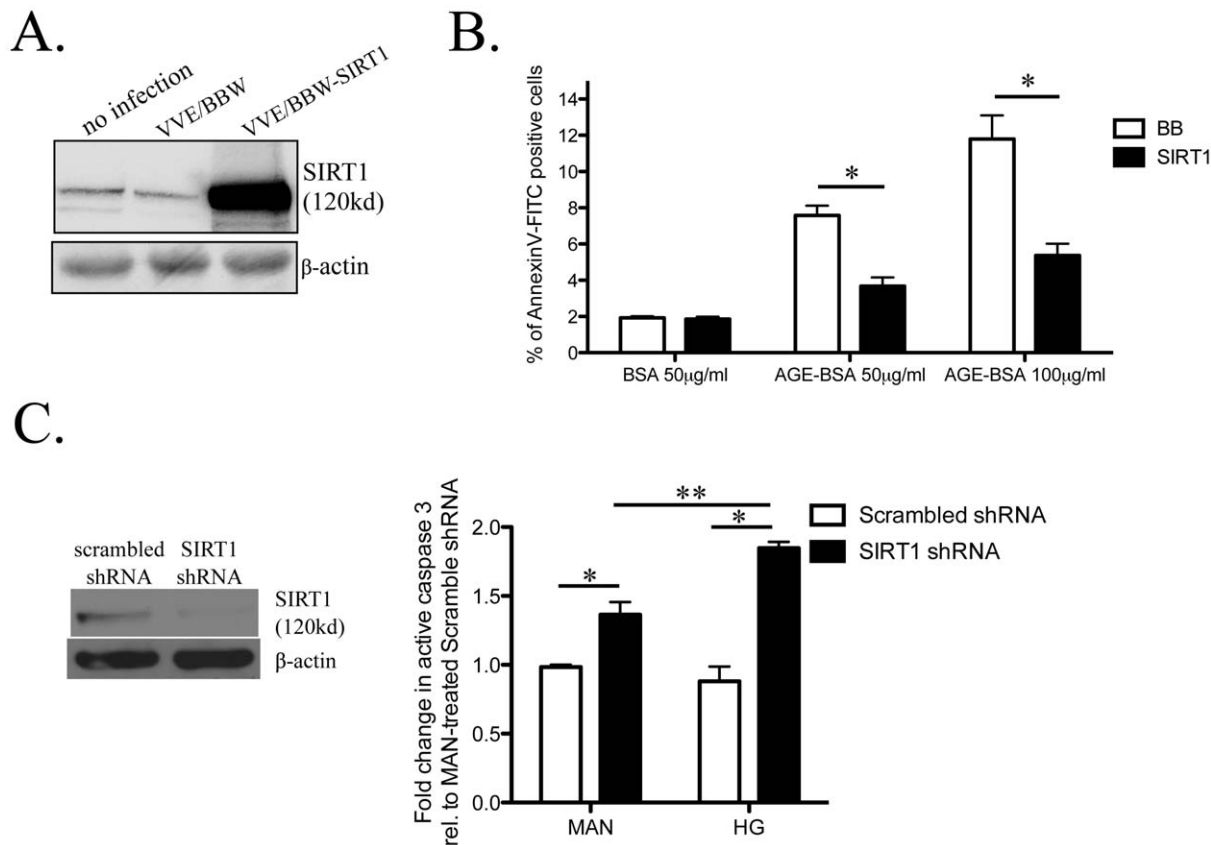 A.
no infection
VVE/BBW
VVE/BBW-SIRT1
SIRT1
(120kd)
β-actin
B.
% of AnnexinV-FITC positive cells
14
12
10
8
6
4
2
0
*
*
BB
SIRT1
BSA 50μg/ml
AGE-BSA 50μg/ml
AGE-BSA 100μg/ml
C.
scrambled
shRNA
SIRT1
shRNA
SIRT1
(120kd)
β-actin
Fold change in active caspase 3
rel. to MAN-treated Scramble shRNA
2.0
1.5
1.0
0.5
0.0
*
**
*
Scrambled shRNA
SIRT1 shRNA
MAN
HG